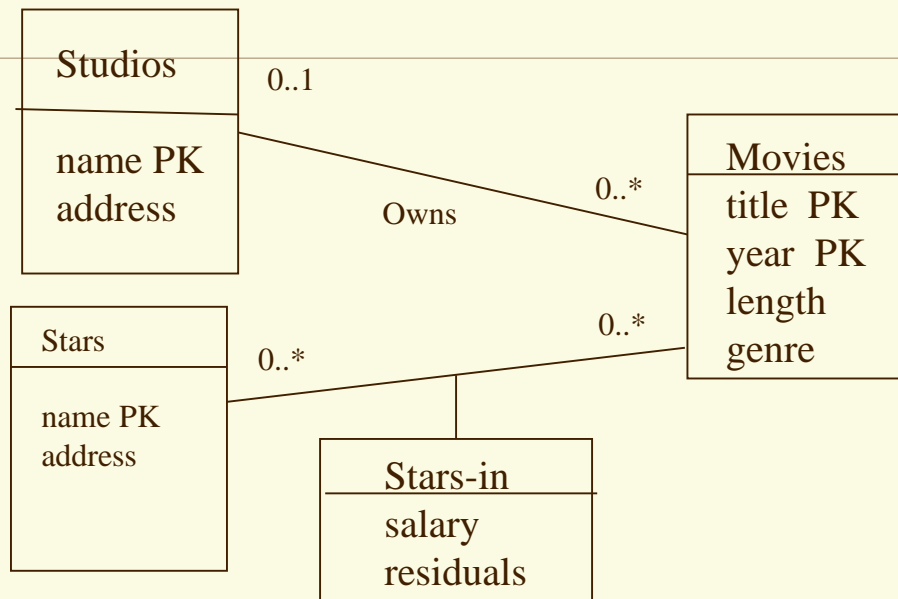 Studios
name PK
address
0..1
Owns
0..*
Movies
title PK
year PK
length
genre
Stars
name PK
address
0..*
0..*
Stars-in
salary
residuals